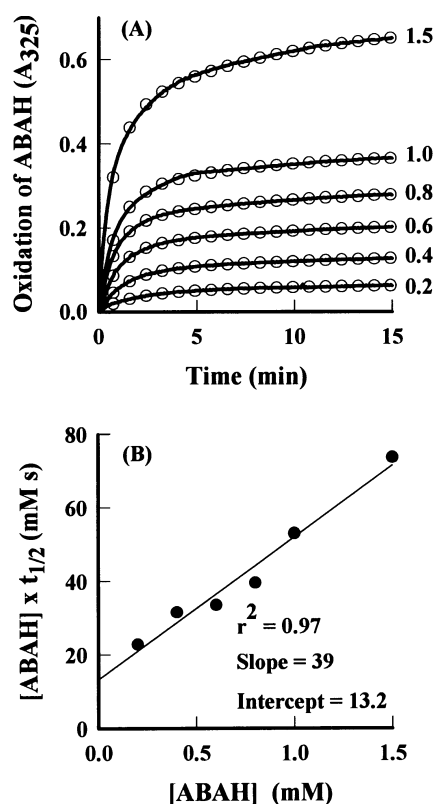 (A)
Oxidation of ABAH (A325)
0.6
0.4
0.2
0.0
1.5
1.0
0.8
0.6
0.4
0.2
0 5 10 15
Time (min)
(B)
[ABAH] x t1/2 (mM s)
80
60
40
20
0
r2 = 0.97
Slope = 39
Intercept = 13.2
0.0 0.5 1.0 1.5
[ABAH] (mM)